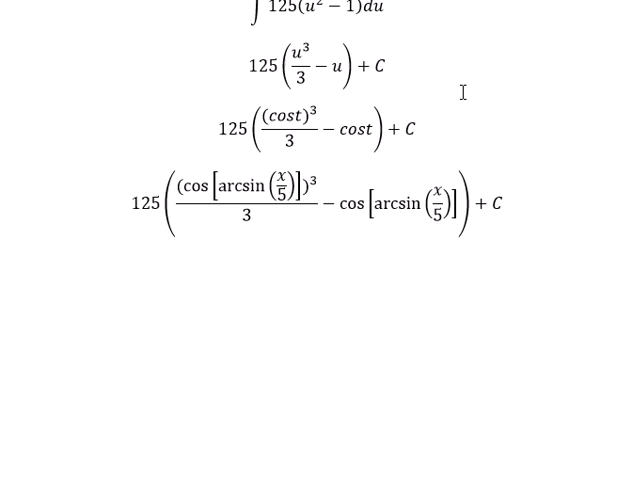 ∫ 125(u² − 1)du
125(u³/3 − u) + C
125((cost)³/3 − cost) + C
125((cos[arcsin(x/5)])³/3 − cos[arcsin(x/5)]) + C